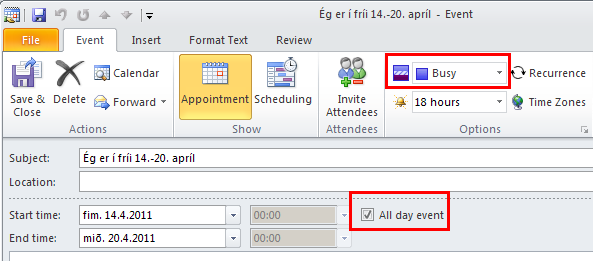 Ég er í fríi 14.-20. apríl - Event
File Event Insert Format Text Review
Save & Close
Delete
Calendar
Forward
Actions
Appointment
Scheduling
Show
Invite Attendees
Attendees
Busy
Recurrence
18 hours
Time Zones
Options
Subject: Ég er í fríi 14.-20. apríl
Location:
Start time: fim. 14.4.2011 00:00 All day event
End time: mið. 20.4.2011 00:00